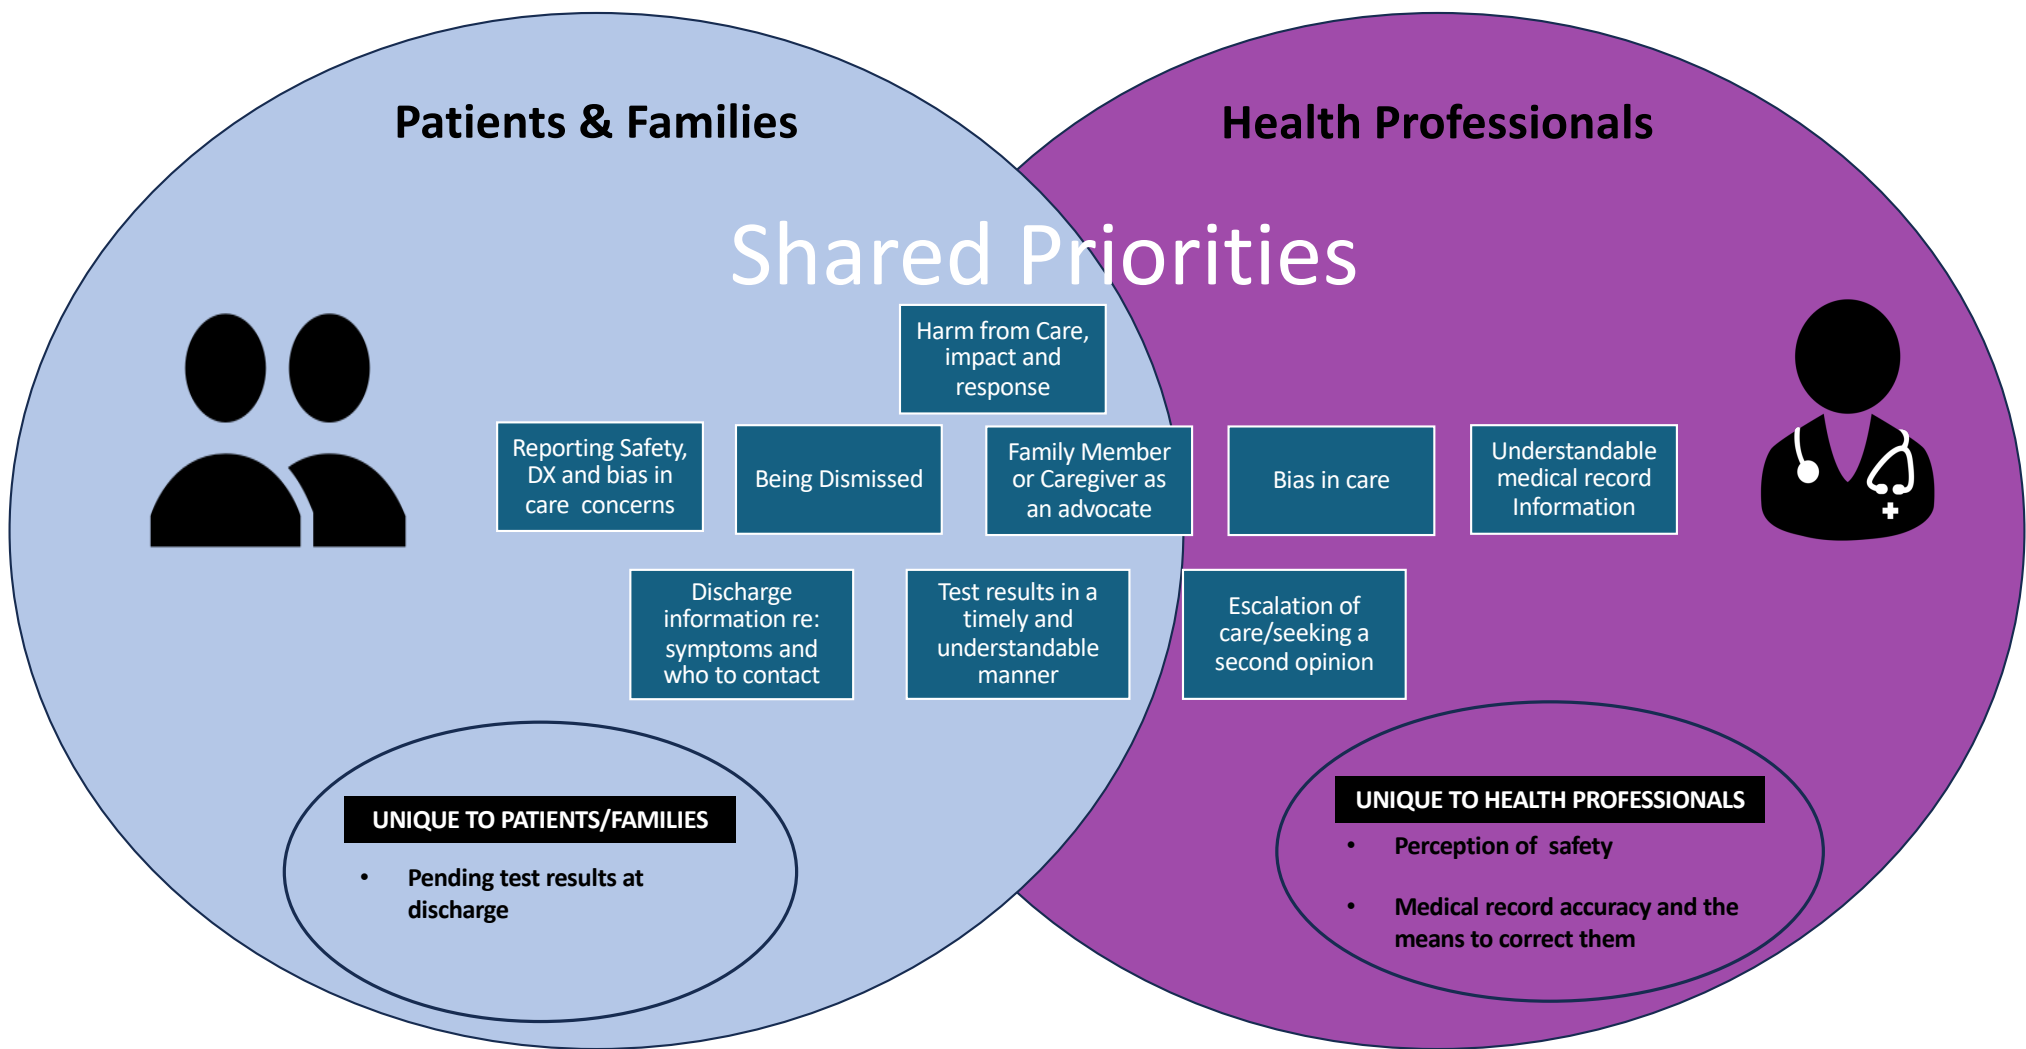 Patients & Families
Health Professionals
Shared Priorities
Harm from Care,
impact and
response
Reporting Safety,
DX and bias in
care concerns
Being Dismissed
Family Member
or Caregiver as
an advocate
Bias in care
Understandable
medical record
Information
Discharge
information re:
symptoms and
who to contact
Test results in a
timely and
understandable
manner
Escalation of
care/seeking a
second opinion
UNIQUE TO PATIENTS/FAMILIES
• Pending test results at
discharge
UNIQUE TO HEALTH PROFESSIONALS
• Perception of safety
• Medical record accuracy and the
means to correct them